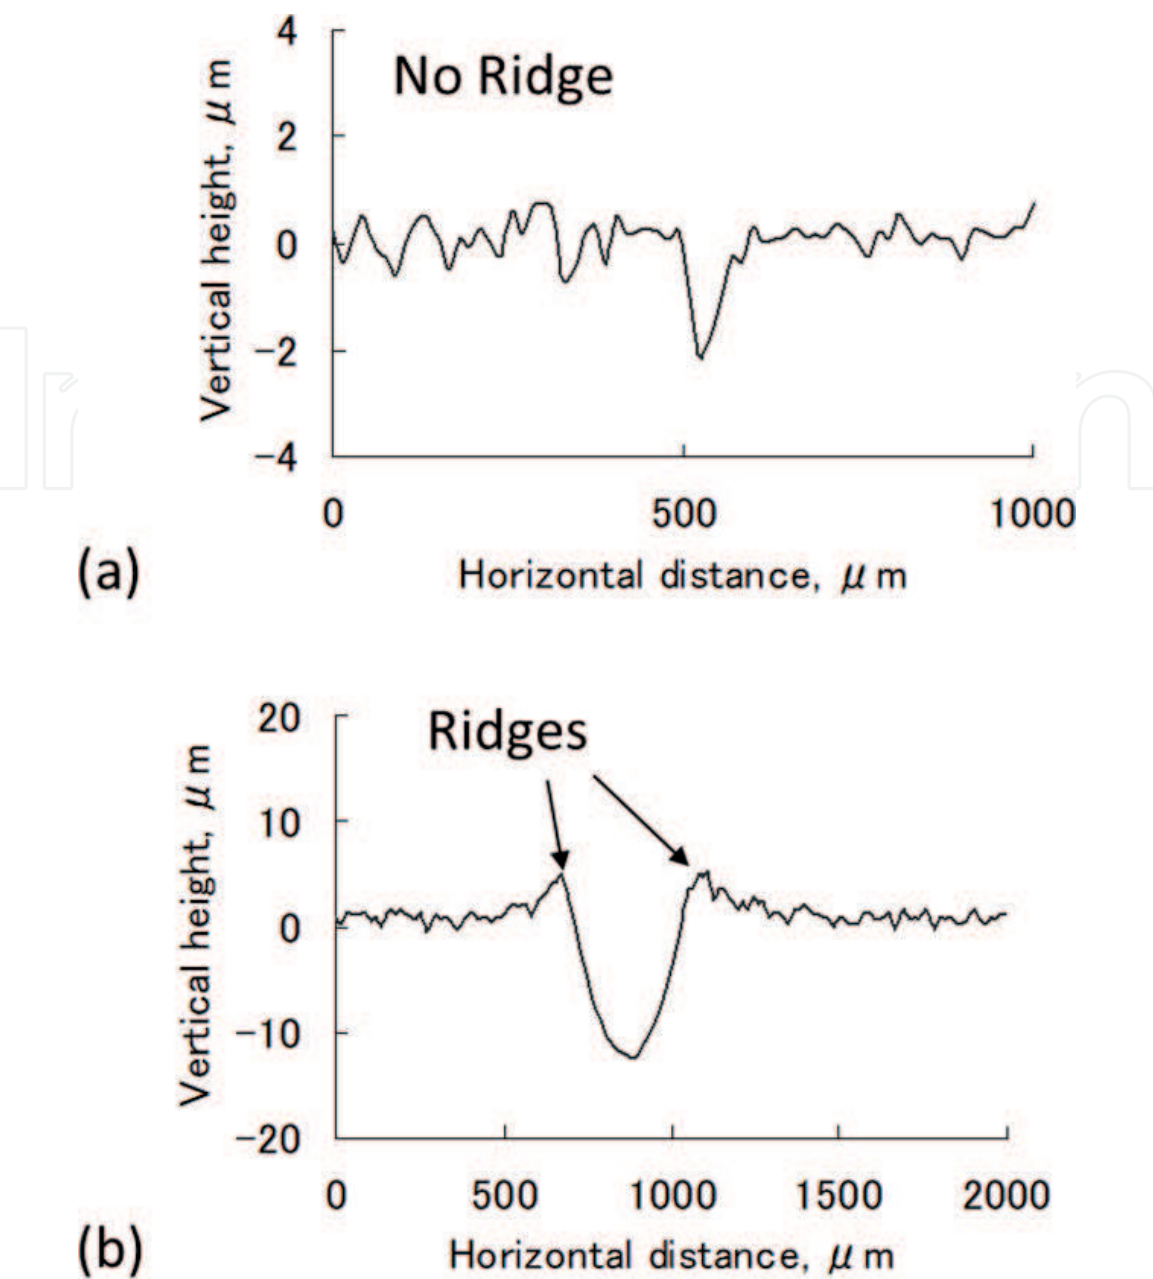 4
No Ridge
2
0
−2
−4
Vertical height, μm
0 500 1000
Horizontal distance, μm
(a)
20
Ridges
10
0
−10
−20
Vertical height, μm
0 500 1000 1500 2000
Horizontal distance, μm
(b)